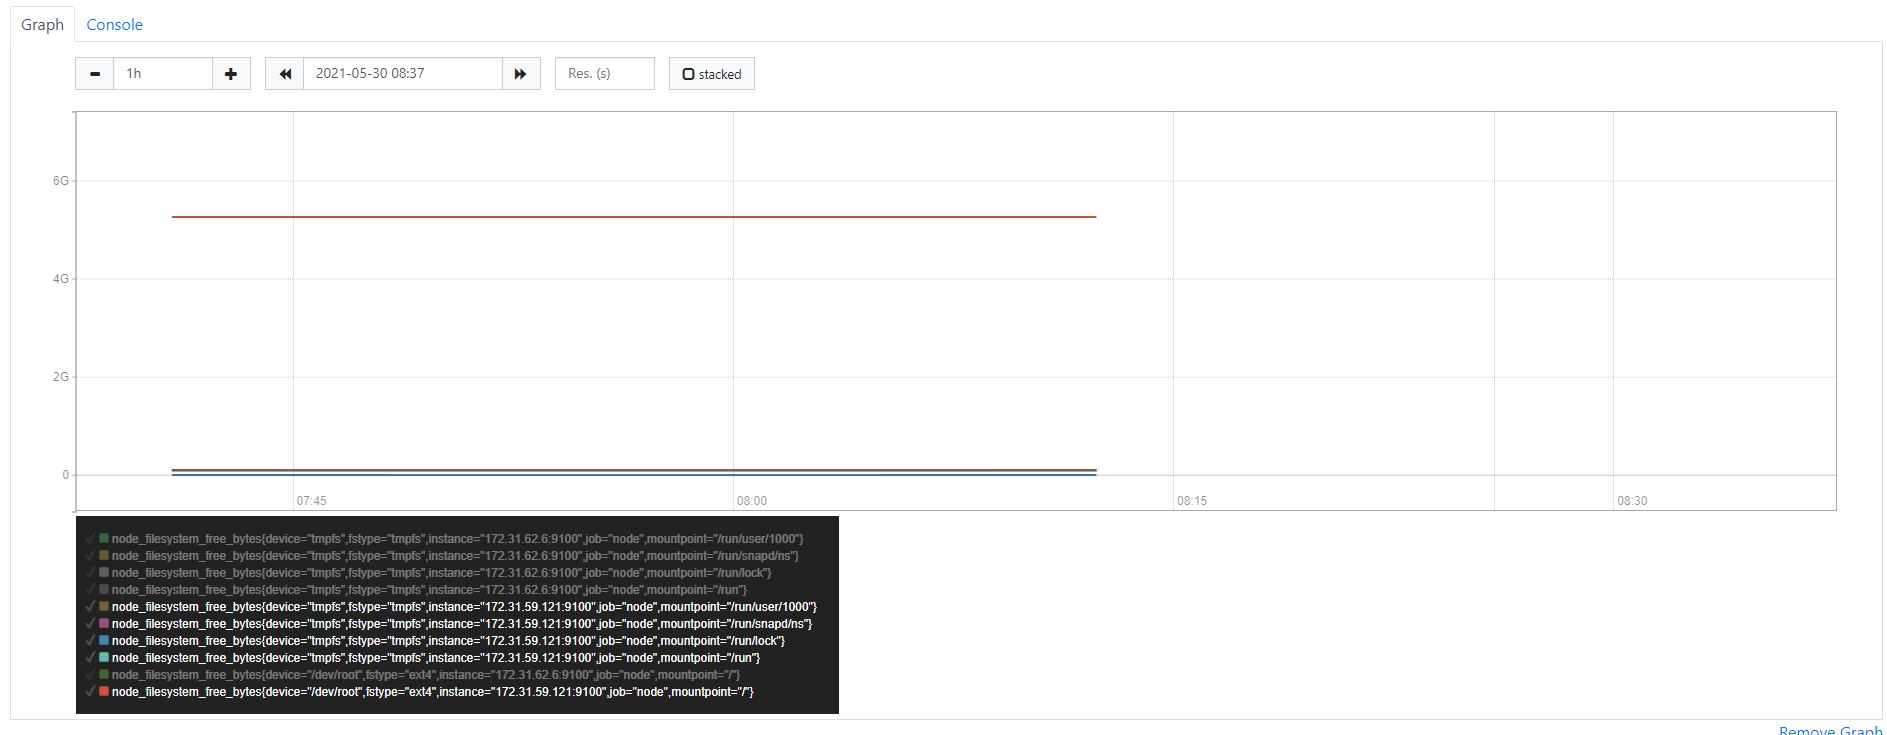 Graph Console
1h 2021-05-30 08:37 Res. (s) stacked
6G
4G
2G
0
07:45 08:00 08:15 08:30
node_filesystem_free_bytes{device="tmpfs",fstype="tmpfs",instance="172.31.62.6:9100",job="node",mountpoint="/run/user/1000"}
node_filesystem_free_bytes{device="tmpfs",fstype="tmpfs",instance="172.31.62.6:9100",job="node",mountpoint="/run/snapd/ns"}
node_filesystem_free_bytes{device="tmpfs",fstype="tmpfs",instance="172.31.62.6:9100",job="node",mountpoint="/run/lock"}
node_filesystem_free_bytes{device="tmpfs",fstype="tmpfs",instance="172.31.62.6:9100",job="node",mountpoint="/run"}
node_filesystem_free_bytes{device="tmpfs",fstype="tmpfs",instance="172.31.59.121:9100",job="node",mountpoint="/run/user/1000"}
node_filesystem_free_bytes{device="tmpfs",fstype="tmpfs",instance="172.31.59.121:9100",job="node",mountpoint="/run/snapd/ns"}
node_filesystem_free_bytes{device="tmpfs",fstype="tmpfs",instance="172.31.59.121:9100",job="node",mountpoint="/run/lock"}
node_filesystem_free_bytes{device="tmpfs",fstype="tmpfs",instance="172.31.59.121:9100",job="node",mountpoint="/run"}
node_filesystem_free_bytes{device="/dev/root",fstype="ext4",instance="172.31.62.6:9100",job="node",mountpoint="/"}
node_filesystem_free_bytes{device="/dev/root",fstype="ext4",instance="172.31.59.121:9100",job="node",mountpoint="/"}
Remove Graph